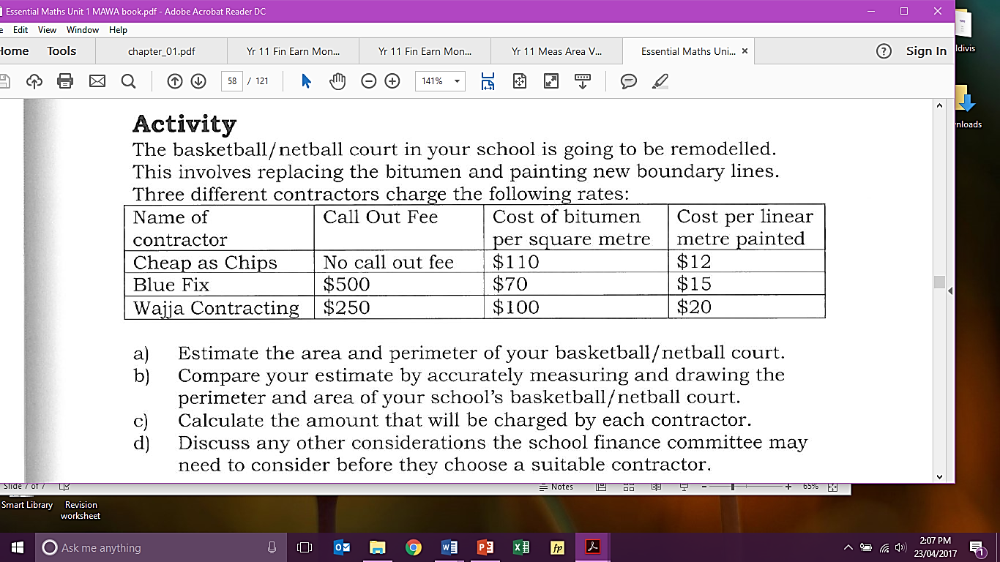 Essential Maths Unit 1 MAWA book.pdf - Adobe Acrobat Reader DC
Edit View Window Help
Home Tools chapter_01.pdf Yr 11 Fin Earn Mon... Yr 11 Fin Earn Mon... Yr 11 Meas Area V... Essential Maths Uni... × ? Sign In
58 / 121 141%
Activity
The basketball/netball court in your school is going to be remodelled.
This involves replacing the bitumen and painting new boundary lines.
Three different contractors charge the following rates:
Name of contractor Call Out Fee Cost of bitumen per square metre Cost per linear metre painted
Cheap as Chips No call out fee $110 $12
Blue Fix $500 $70 $15
Wajja Contracting $250 $100 $20
a) Estimate the area and perimeter of your basketball/netball court.
b) Compare your estimate by accurately measuring and drawing the
perimeter and area of your school's basketball/netball court.
c) Calculate the amount that will be charged by each contractor.
d) Discuss any other considerations the school finance committee may
need to consider before they choose a suitable contractor.
Slide 7 of 7 Notes 65%
Smart Library Revision
worksheet
ldivis
nloads
Ask me anything
2:07 PM
23/04/2017
1